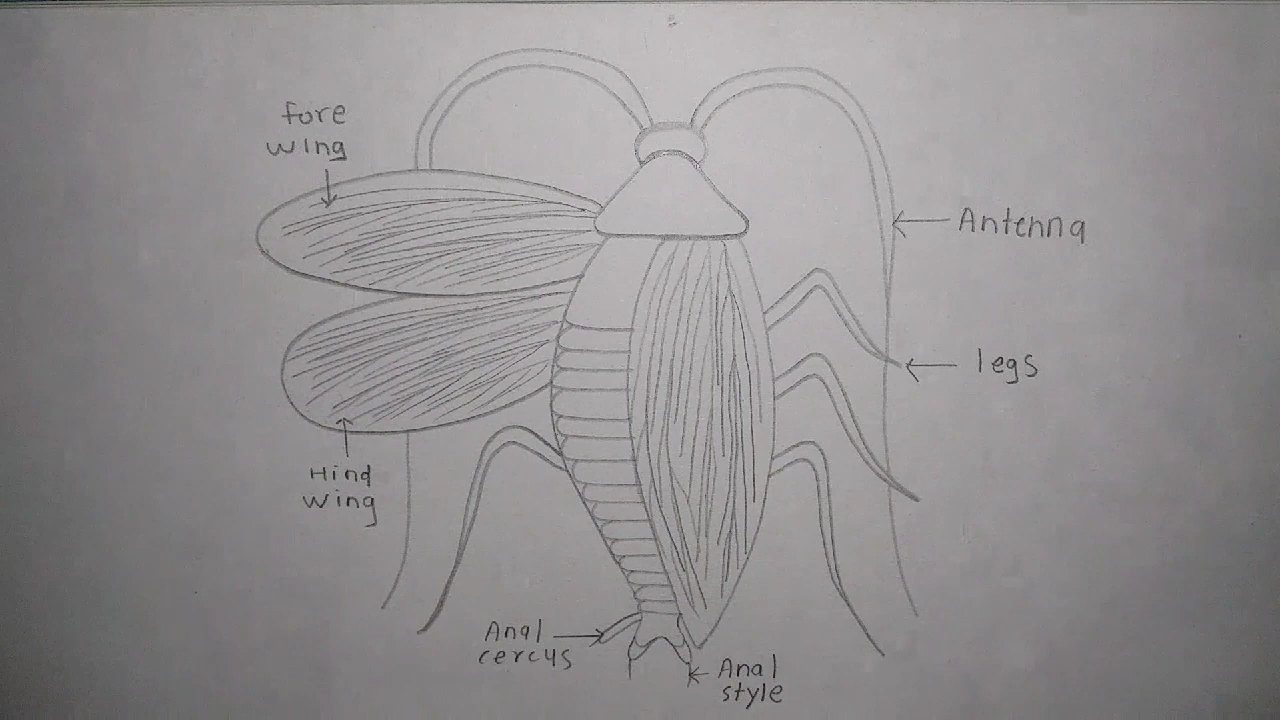 fore
wing
Antenna
legs
Hind
wing
Anal
cercus
Anal
style